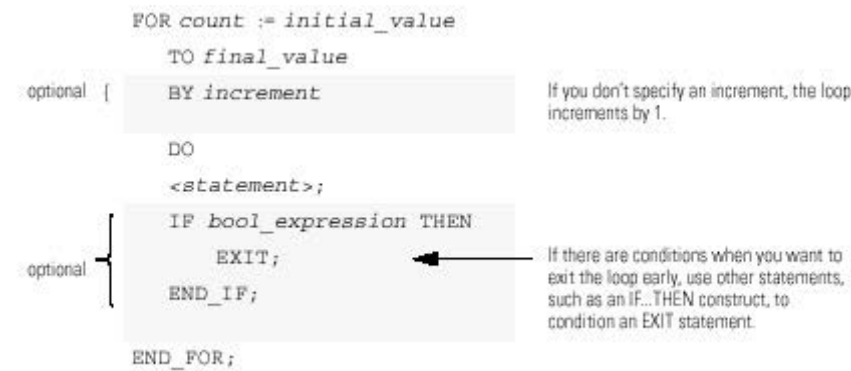 FOR count := initial_value
TO final_value
optional {
BY increment
If you don't specify an increment, the loop
increments by 1.
DO
<statement>;
optional
IF bool_expression THEN
EXIT;
END_IF;
If there are conditions when you want to
exit the loop early, use other statements,
such as an IF...THEN construct, to
condition an EXIT statement.
END_FOR;